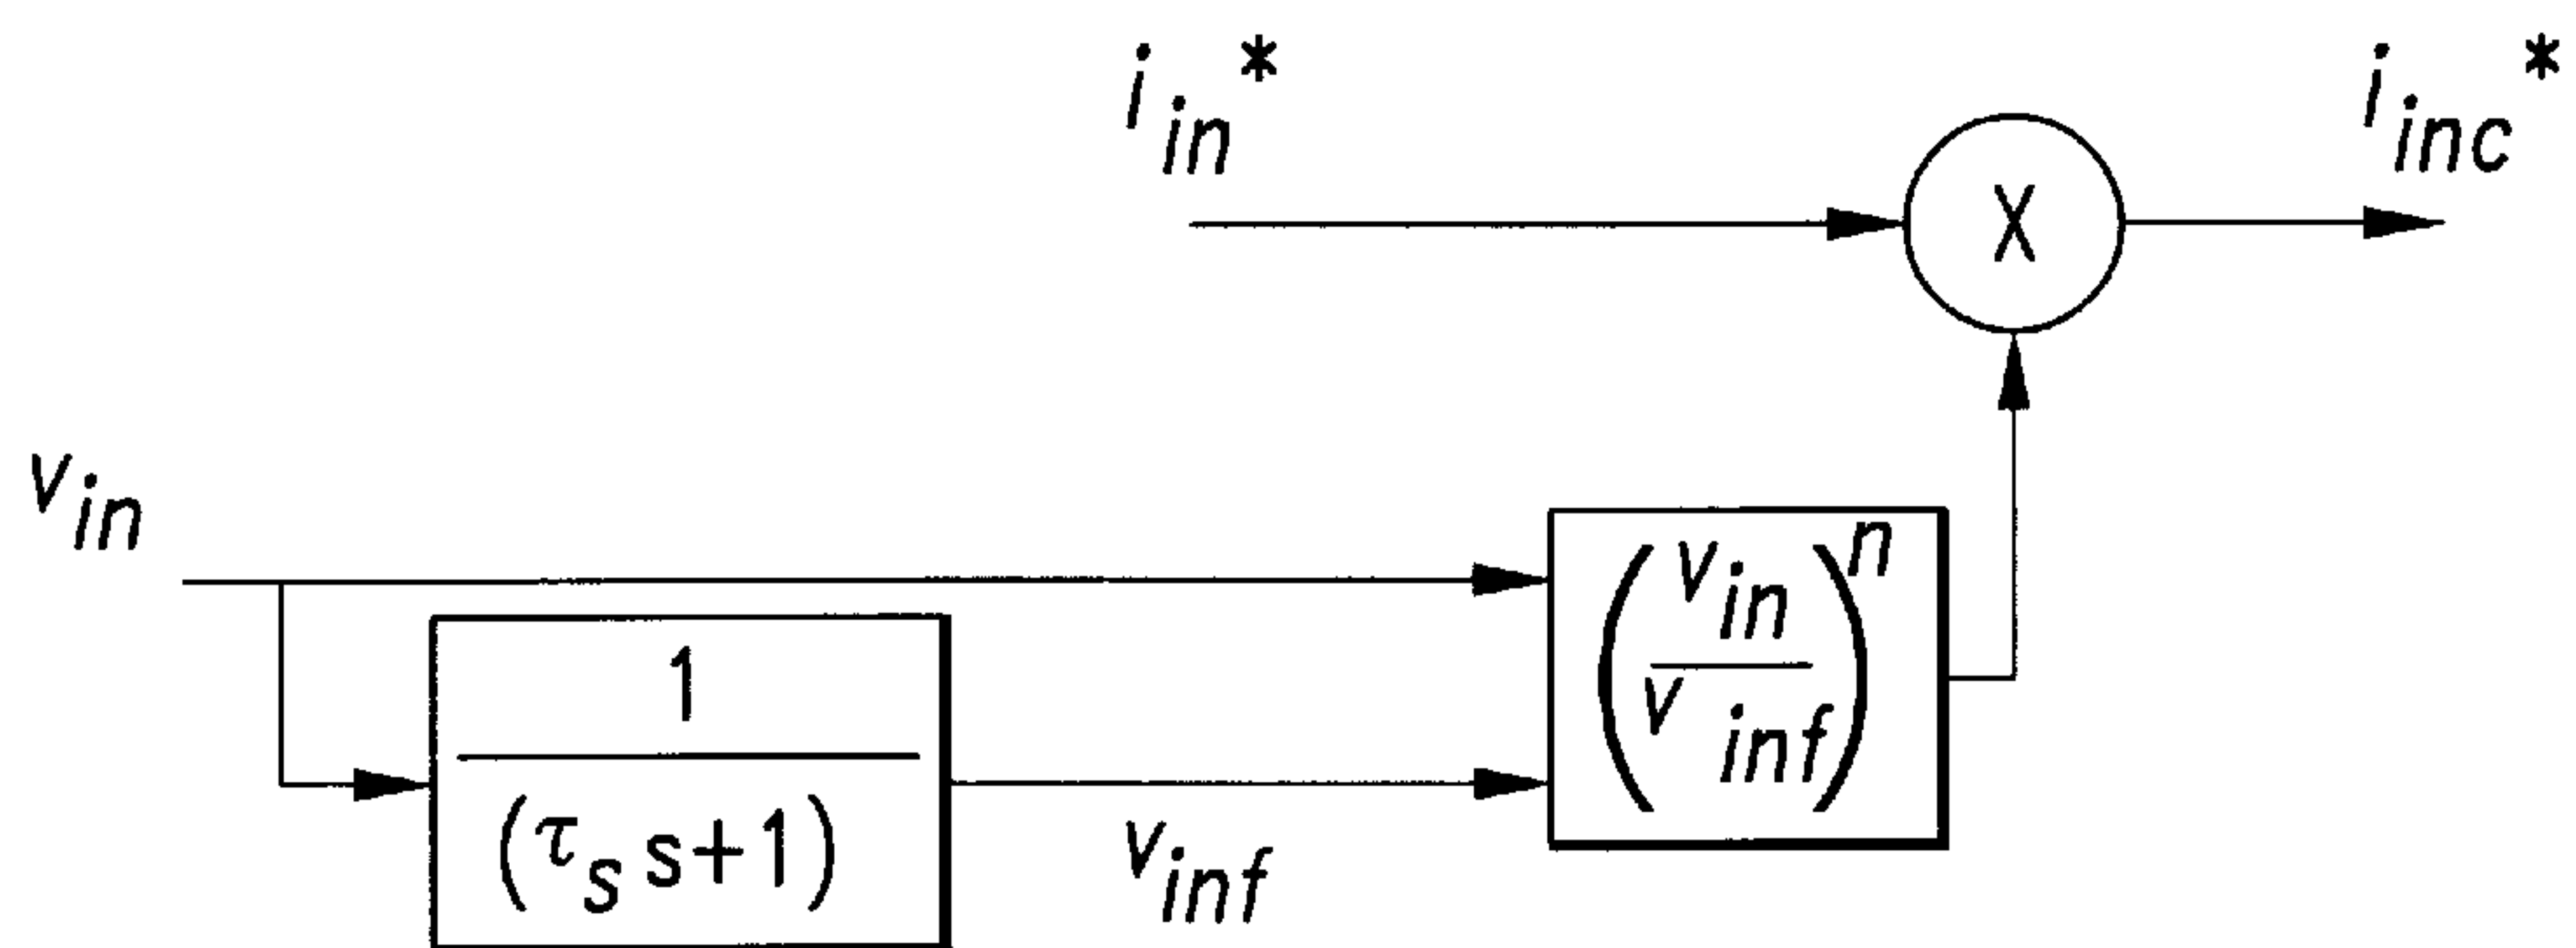 i_in*
i_inc*
X
v_in
(v_in / v_inf)^n
1
(τ_s s+1)
v_inf